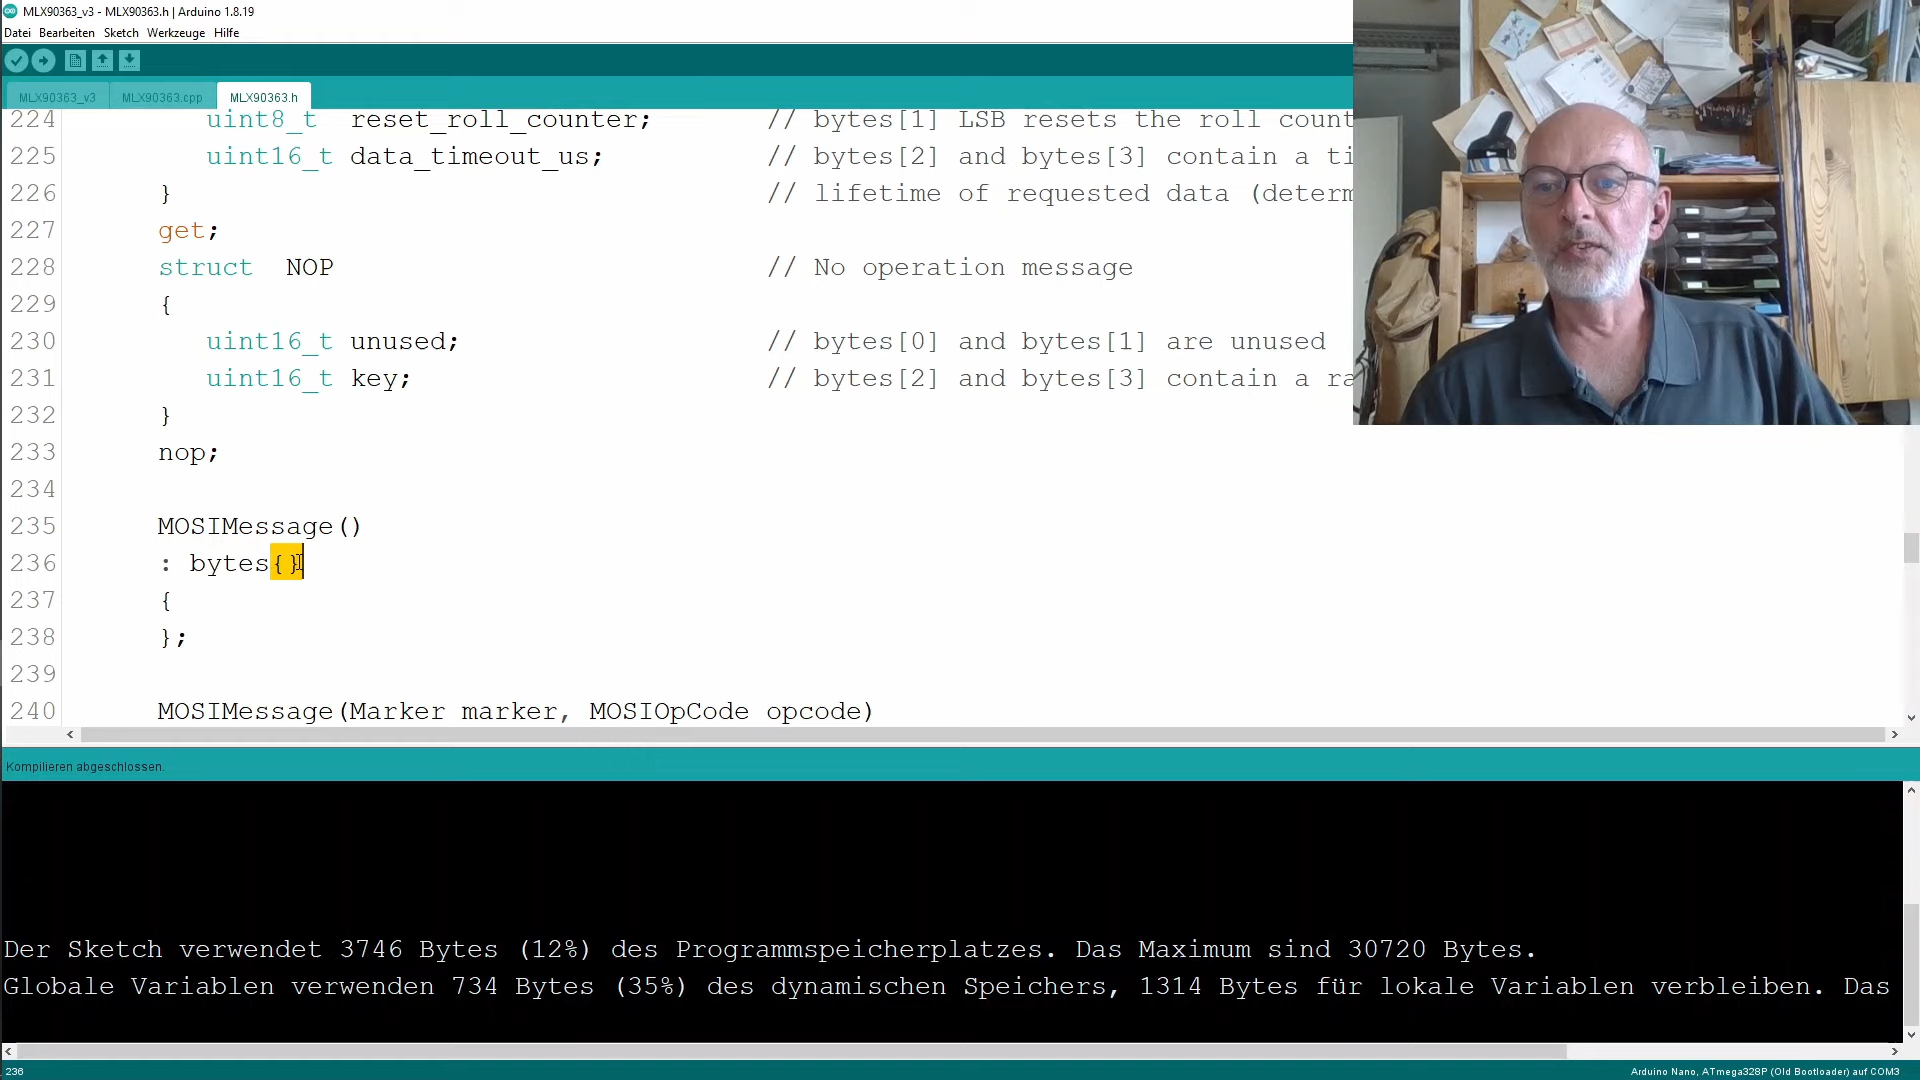 MLX90363_v3 - MLX90363.h | Arduino 1.8.19
Datei Bearbeiten Sketch Werkzeuge Hilfe
MLX90363_v3 MLX90363.cpp MLX90363.h
224 uint8_t reset_roll_counter; // bytes[1] LSB resets the roll count
225 uint16_t data_timeout_us; // bytes[2] and bytes[3] contain a ti
226 } // lifetime of requested data (determ
227 get;
228 struct NOP // No operation message
229 {
230 uint16_t unused; // bytes[0] and bytes[1] are unused
231 uint16_t key; // bytes[2] and bytes[3] contain a ra
232 }
233 nop;
234
235 MOSIMessage()
236 : bytes{}
237 {
238 };
239
240 MOSIMessage(Marker marker, MOSIOpCode opcode)
Kompilieren abgeschlossen.
Der Sketch verwendet 3746 Bytes (12%) des Programmspeicherplatzes. Das Maximum sind 30720 Bytes.
Globale Variablen verwenden 734 Bytes (35%) des dynamischen Speichers, 1314 Bytes für lokale Variablen verbleiben. Das
236 Arduino Nano, ATmega328P (Old Bootloader) auf COM3